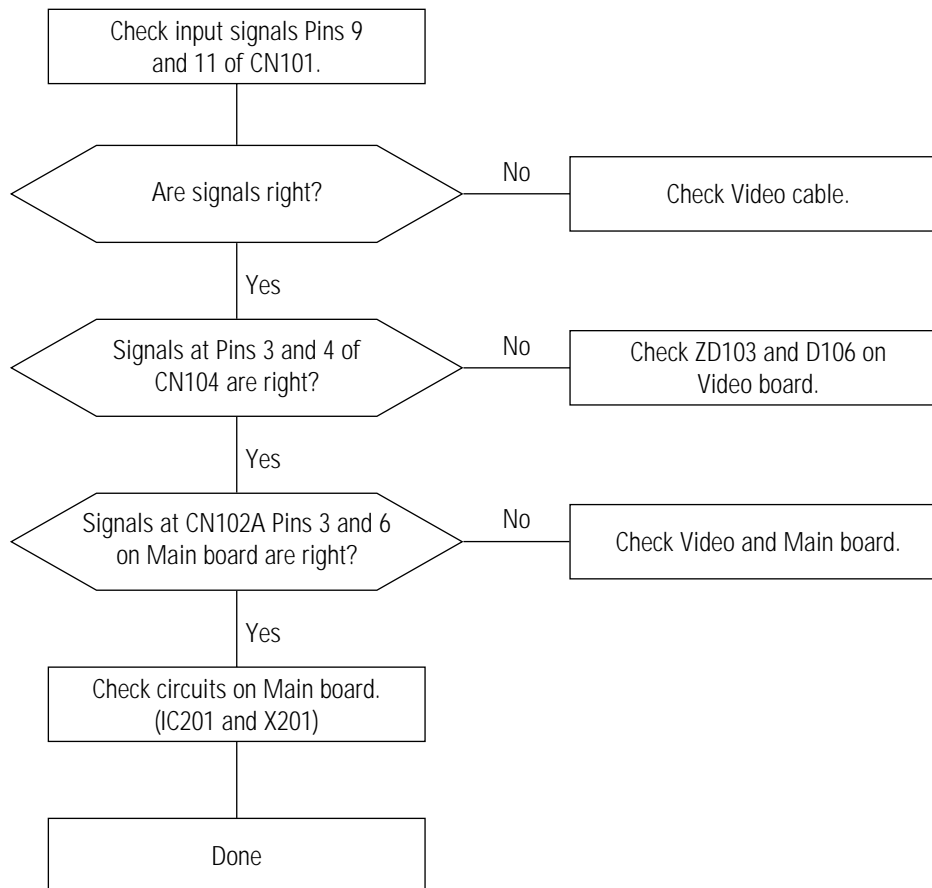 Check input signals Pins 9
and 11 of CN101.
Are signals right?
No
Check Video cable.
Yes
Signals at Pins 3 and 4 of
CN104 are right?
No
Check ZD103 and D106 on
Video board.
Yes
Signals at CN102A Pins 3 and 6
on Main board are right?
No
Check Video and Main board.
Yes
Check circuits on Main board.
(IC201 and X201)
Done